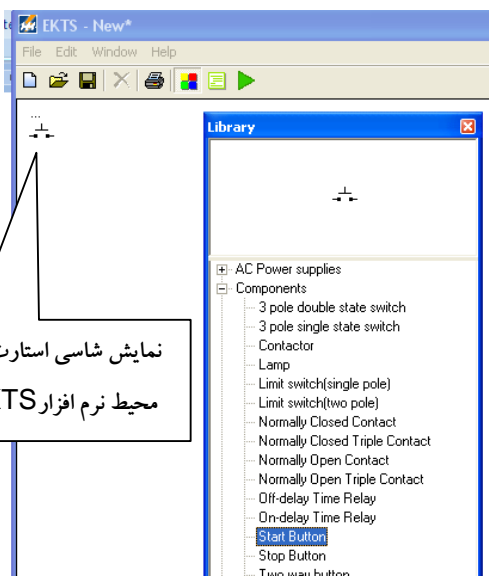 EKTS - New*
File Edit Window Help
...
Library
AC Power supplies
Components
3 pole double state switch
3 pole single state switch
Contactor
Lamp
Limit switch(single pole)
Limit switch(two pole)
Normally Closed Contact
Normally Closed Triple Contact
Normally Open Contact
Normally Open Triple Contact
Off-delay Time Relay
On-delay Time Relay
Start Button
Stop Button
Two way button
نمایش شاسی استارت
محیط نرم افزار